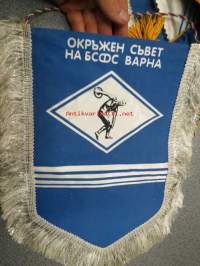 ОКРЪЖЕН СЪВЕТ
НА БСФС ВАРНА
Antikvariaatti.net